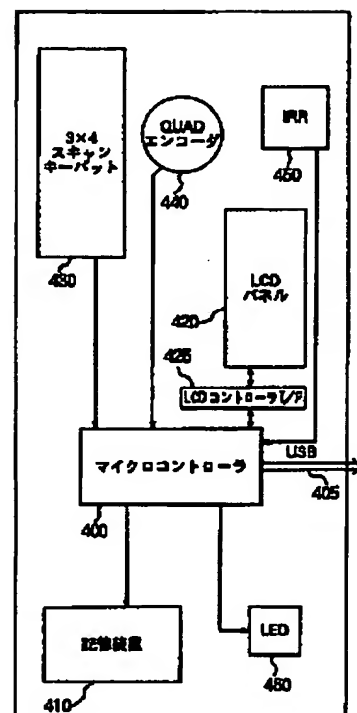 3×4
スキャン
キーパット
430
QUAD
エンコーダ
440
IRR
450
LCD
パネル
420
425
LCDコントローラ I/F
マイクロコントローラ
400
USB
405
記憶装置
410
LED
460